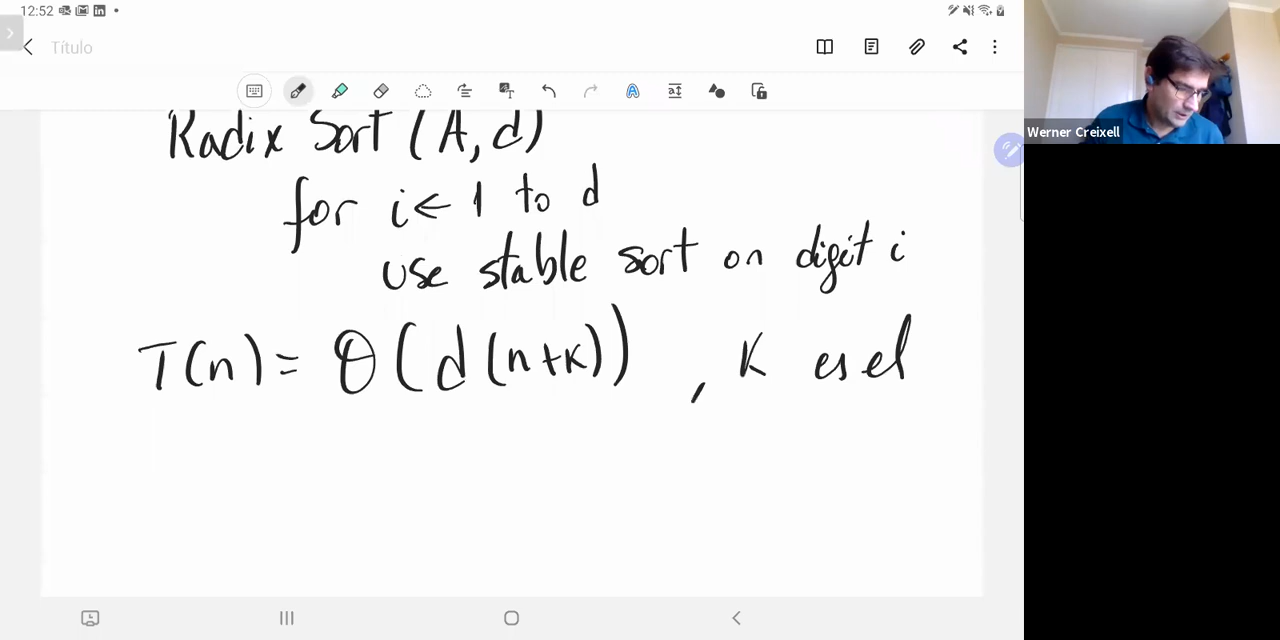 12:52
Título
Radix Sort (A, d)
for i ← 1 to d
use stable sort on digit i
T(n) = Θ(d(n+k)) , K es el
Werner Creixell